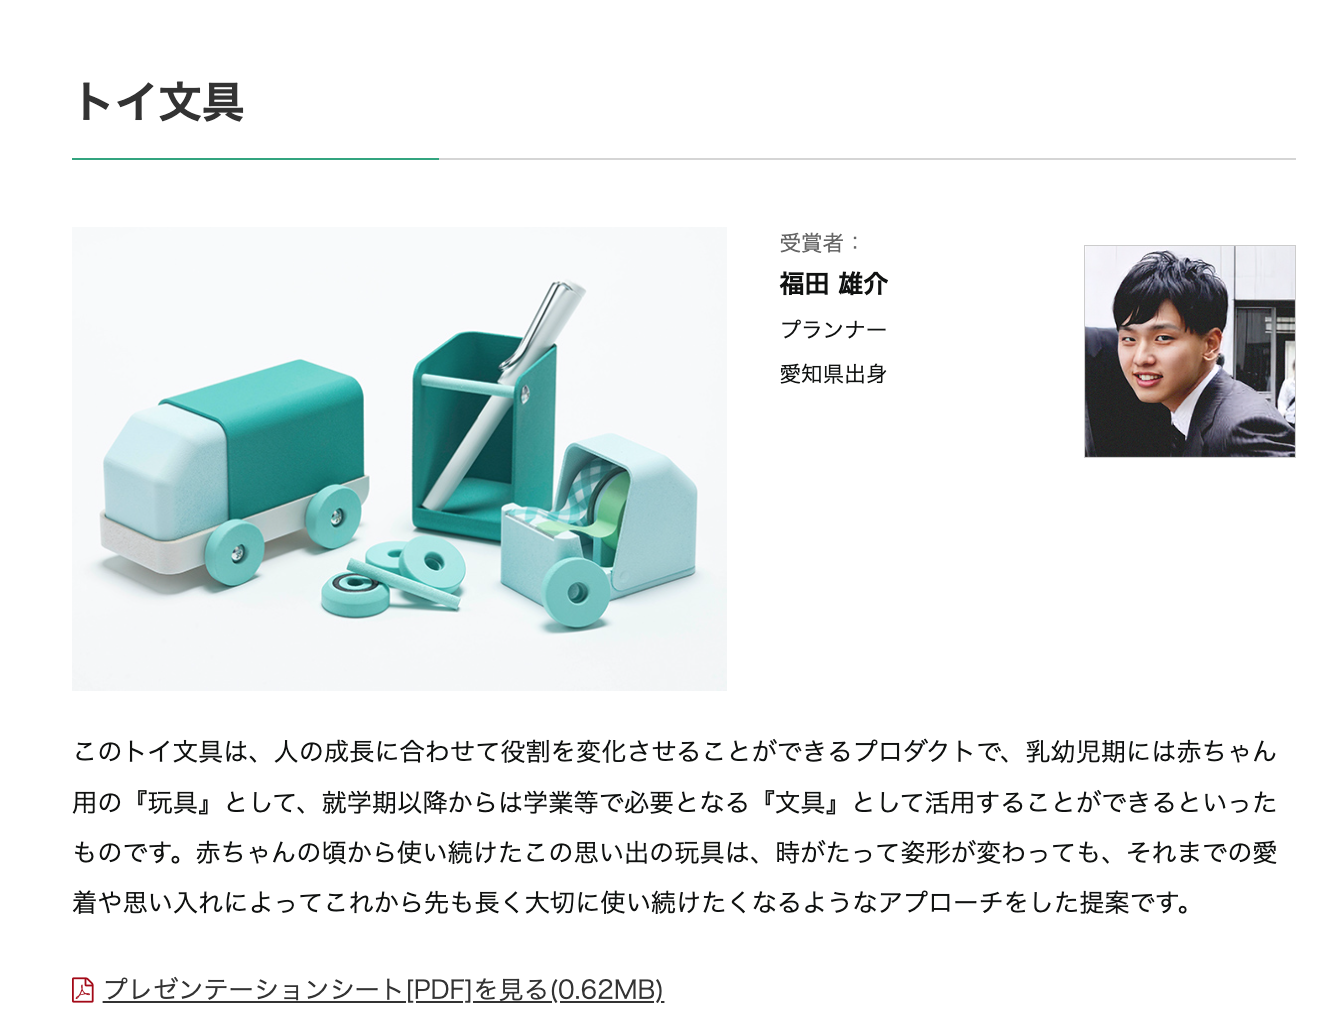 トイ文具
受賞者：
福田 雄介
プランナー
愛知県出身
このトイ文具は、人の成長に合わせて役割を変化させることができるプロダクトで、乳幼児期には赤ちゃん
用の『玩具』として、就学期以降からは学業等で必要となる『文具』として活用することができるといった
ものです。赤ちゃんの頃から使い続けたこの思い出の玩具は、時がたって姿形が変わっても、それまでの愛
着や思い入れによってこれから先も長く大切に使い続けたくなるようなアプローチをした提案です。
プレゼンテーションシート[PDF]を見る(0.62MB)